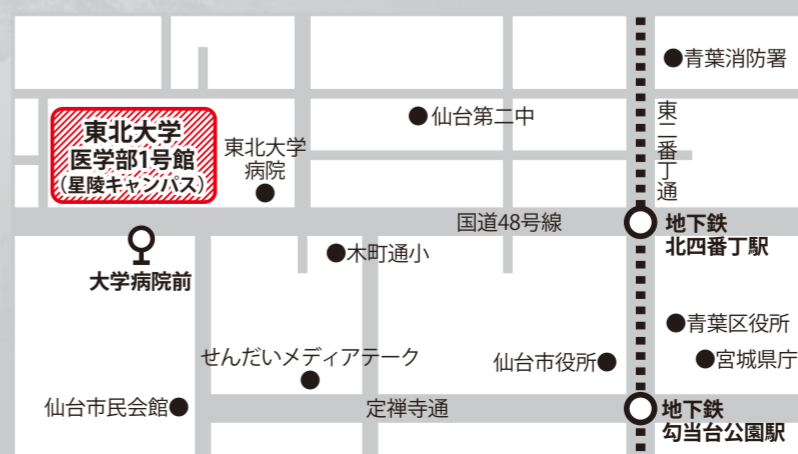 ●青葉消防署
●仙台第二中
東二番丁通
東北大学
医学部1号館
（星陵キャンパス）
東北大学
病院
国道48号線
地下鉄
北四番丁駅
大学病院前
●木町通小
●青葉区役所
●宮城県庁
せんだいメディアテーク
仙台市役所●
仙台市民会館●
定禅寺通
地下鉄
勾当台公園駅